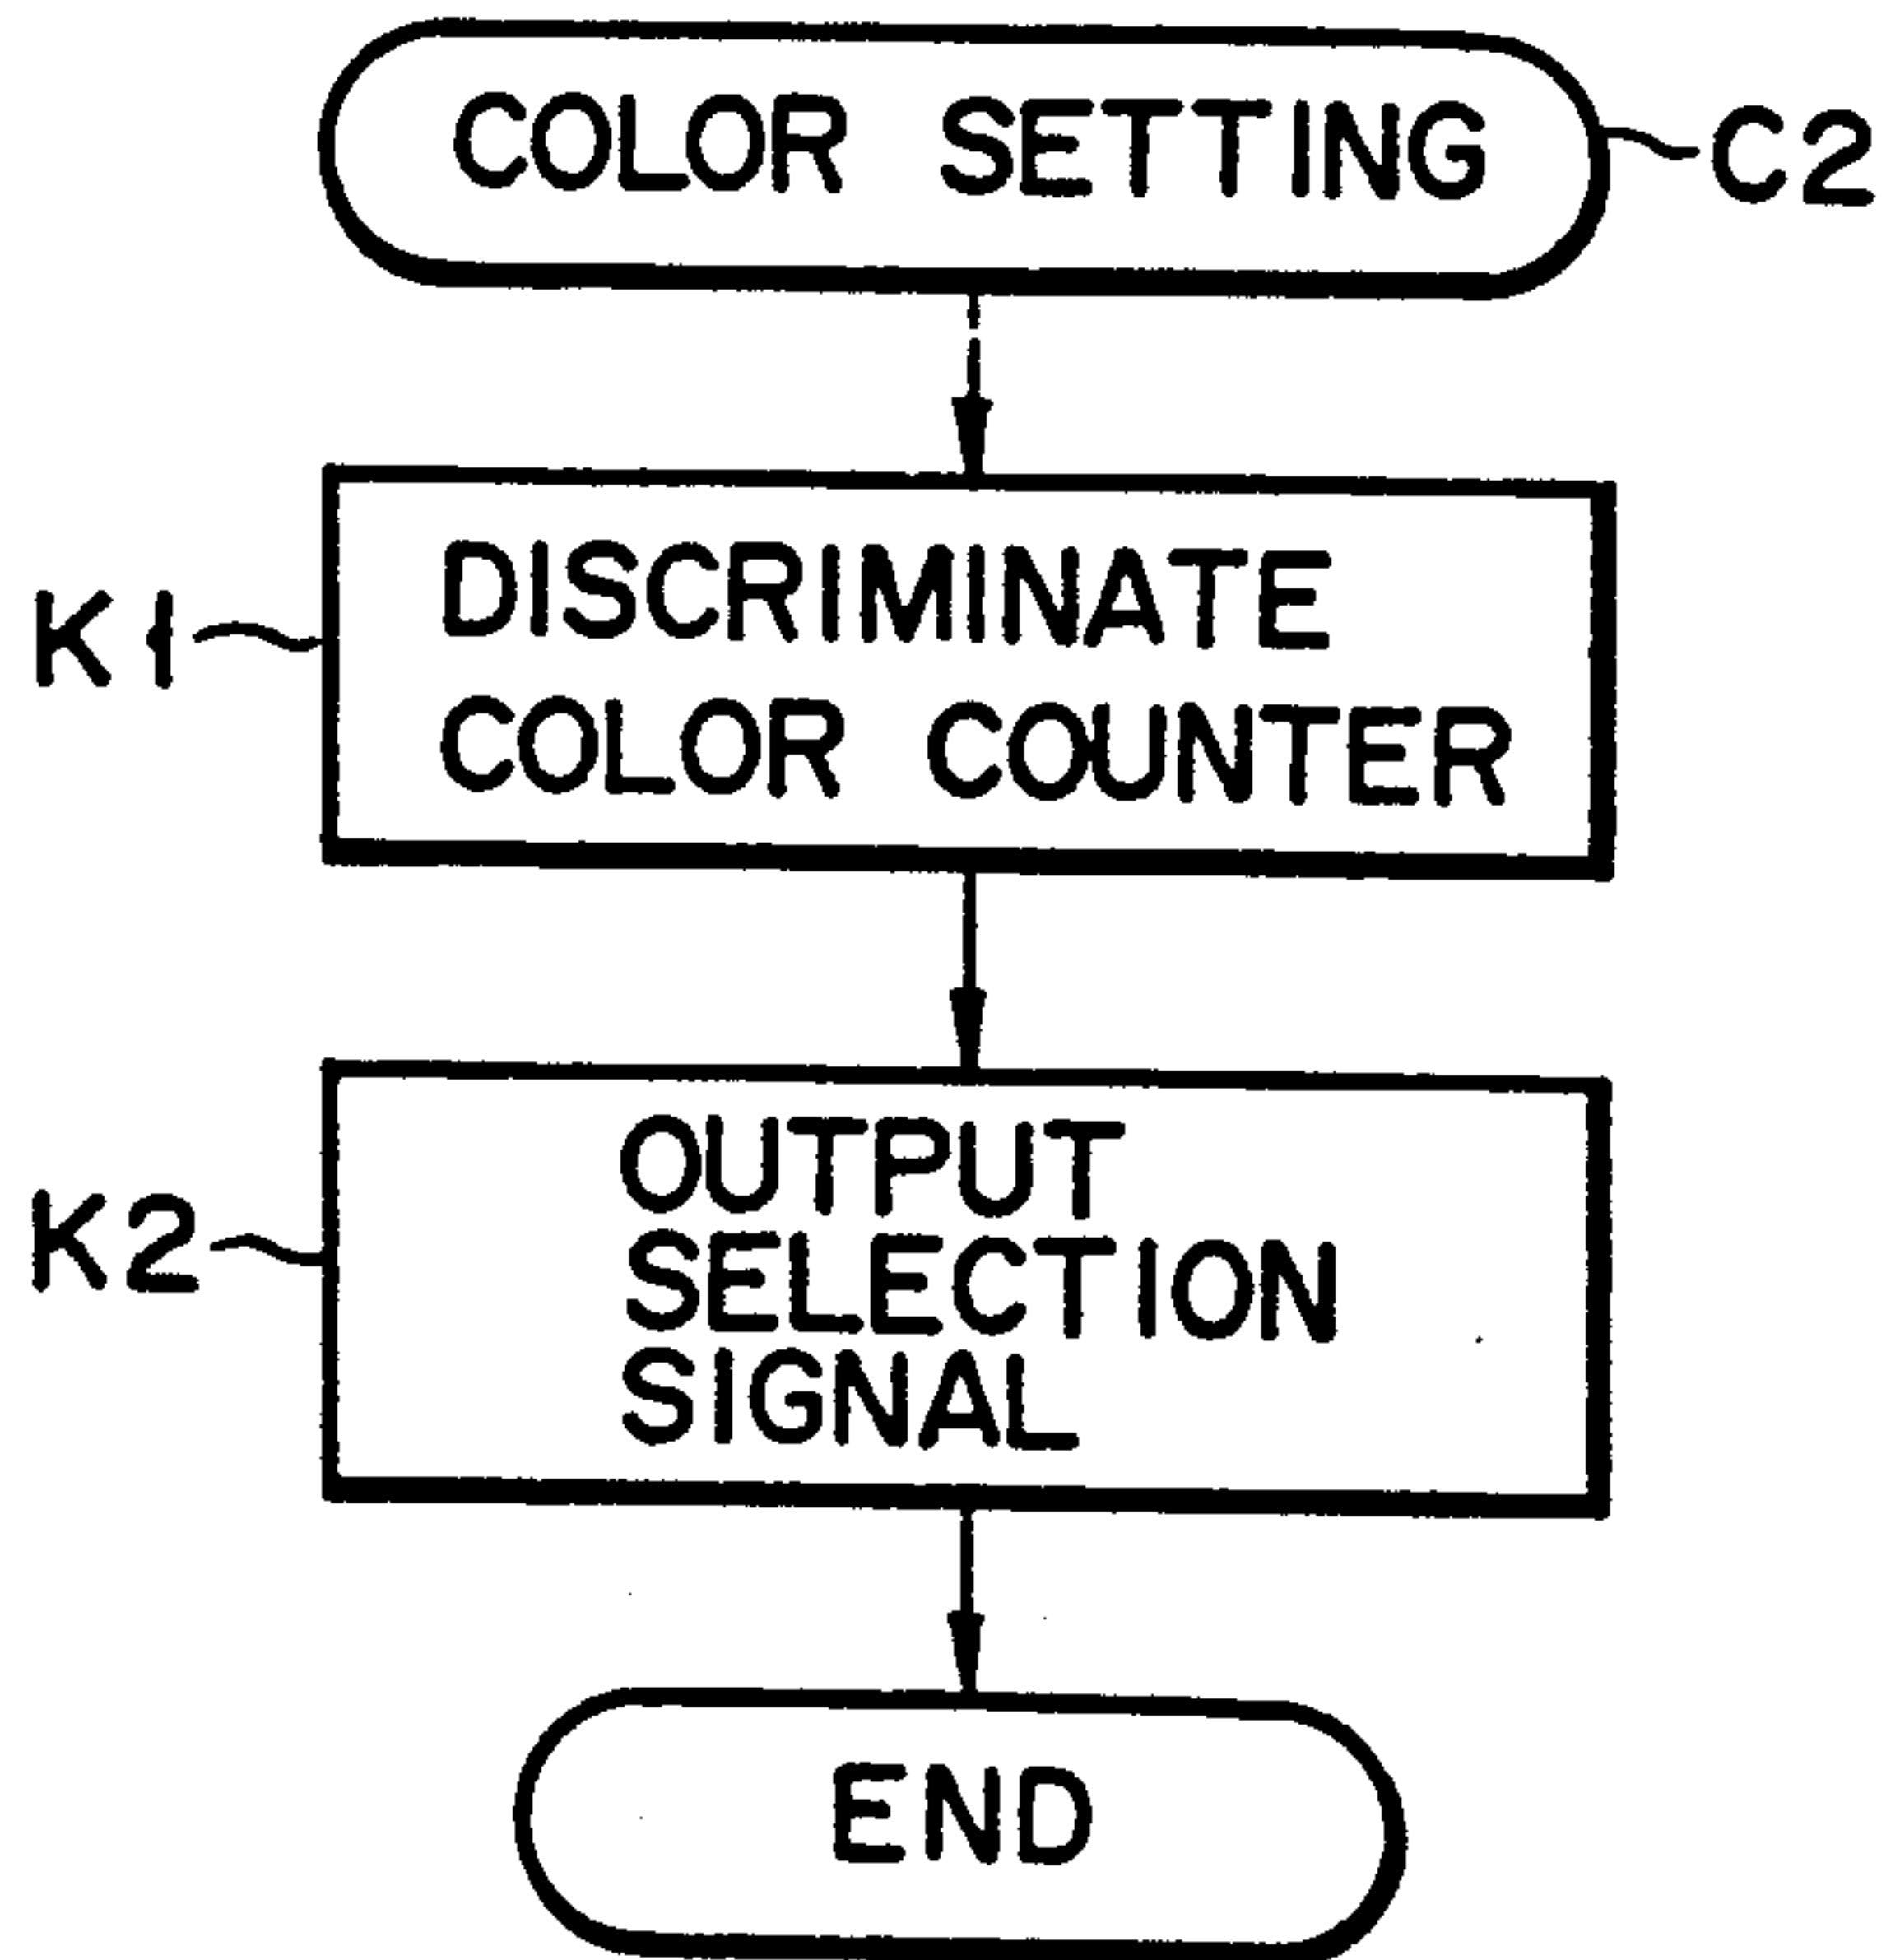 COLOR SETTING
C2
K1
DISCRIMINATE
COLOR COUNTER
K2
OUTPUT
SELECTION
SIGNAL
END